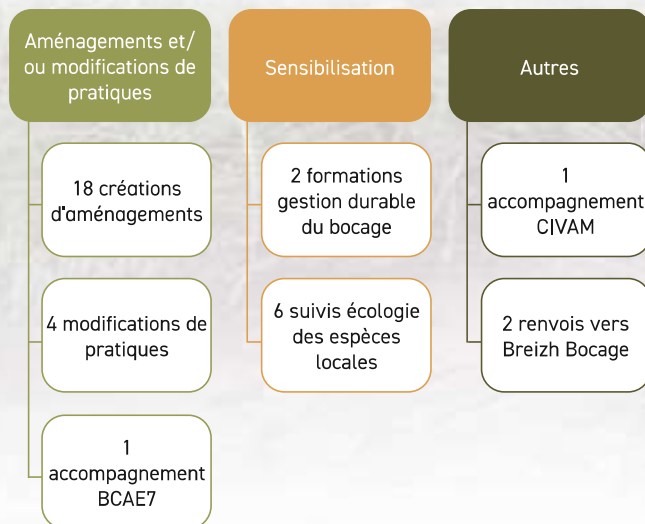 Aménagements et/
ou modifications de
pratiques
18 créations
d'aménagements
4 modifications de
pratiques
1
accompagnement
BCAE7
Sensibilisation
2 formations
gestion durable
du bocage
6 suivis écologie
des espèces
locales
Autres
1
accompagnement
CIVAM
2 renvois vers
Breizh Bocage